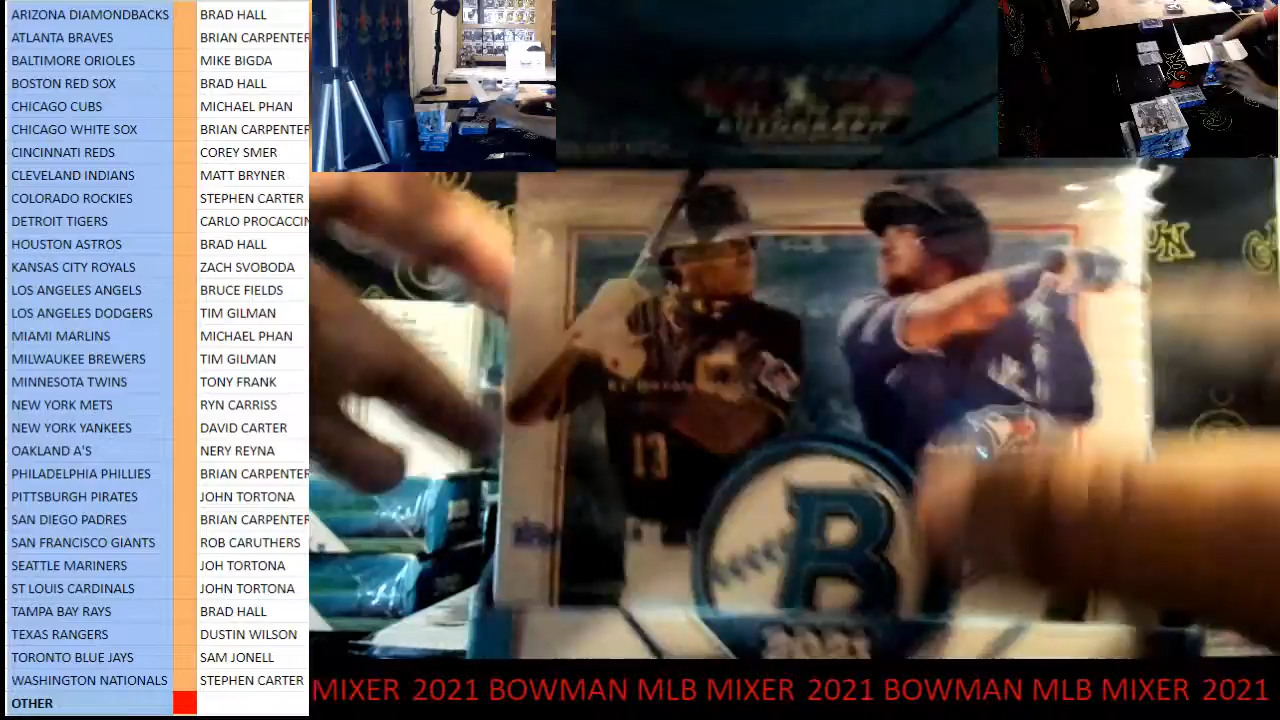 ARIZONA DIAMONDBACKS BRAD HALL
ATLANTA BRAVES BRIAN CARPENTER
BALTIMORE ORIOLES MIKE BIGDA
BOSTON RED SOX BRAD HALL
CHICAGO CUBS MICHAEL PHAN
CHICAGO WHITE SOX BRIAN CARPENTER
CINCINNATI REDS COREY SMER
CLEVELAND INDIANS MATT BRYNER
COLORADO ROCKIES STEPHEN CARTER
DETROIT TIGERS CARLO PROCACCIN
HOUSTON ASTROS BRAD HALL
KANSAS CITY ROYALS ZACH SVOBODA
LOS ANGELES ANGELS BRUCE FIELDS
LOS ANGELES DODGERS TIM GILMAN
MIAMI MARLINS MICHAEL PHAN
MILWAUKEE BREWERS TIM GILMAN
MINNESOTA TWINS TONY FRANK
NEW YORK METS RYN CARRISS
NEW YORK YANKEES DAVID CARTER
OAKLAND A'S NERY REYNA
PHILADELPHIA PHILLIES BRIAN CARPENTER
PITTSBURGH PIRATES JOHN TORTONA
SAN DIEGO PADRES BRIAN CARPENTER
SAN FRANCISCO GIANTS ROB CARUTHERS
SEATTLE MARINERS JOH TORTONA
ST LOUIS CARDINALS JOHN TORTONA
TAMPA BAY RAYS BRAD HALL
TEXAS RANGERS DUSTIN WILSON
TORONTO BLUE JAYS SAM JONELL
WASHINGTON NATIONALS STEPHEN CARTER
OTHER
AUTOGRAPH
13
B
2021
MIXER 2021 BOWMAN MLB MIXER 2021 BOWMAN MLB MIXER 2021